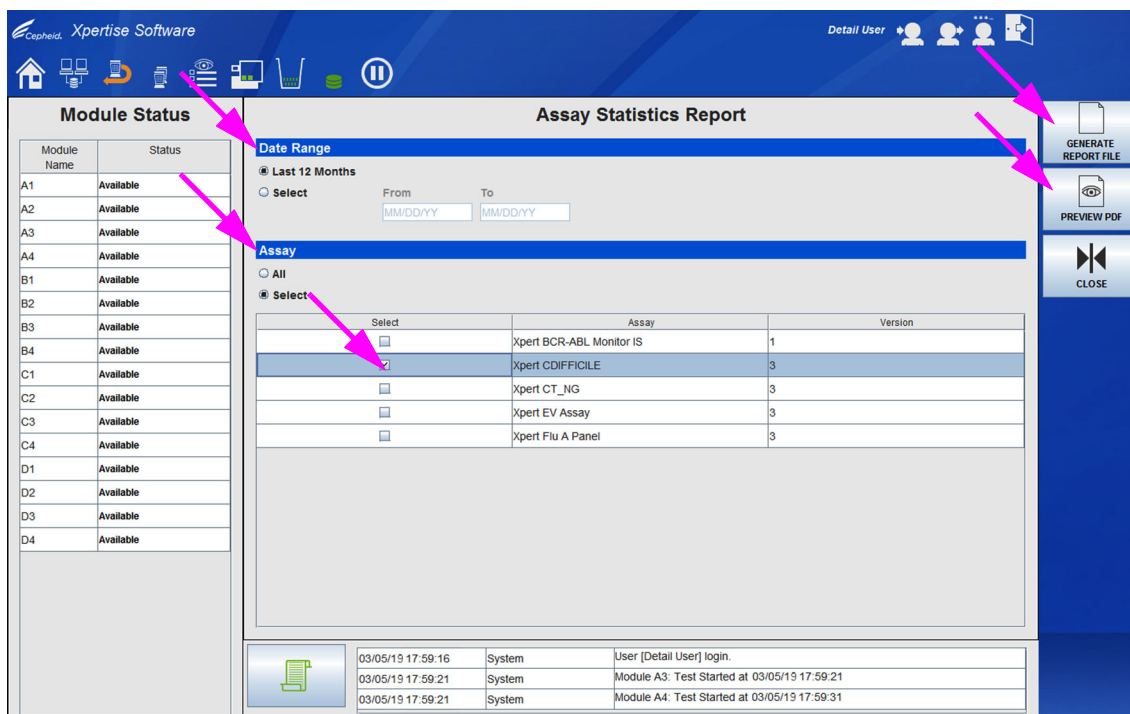 Cepheid. Xpertise Software
Detail User
Module Status
Module Name Status
A1 Available
A2 Available
A3 Available
A4 Available
B1 Available
B2 Available
B3 Available
B4 Available
C1 Available
C2 Available
C3 Available
C4 Available
D1 Available
D2 Available
D3 Available
D4 Available
Assay Statistics Report
Date Range
Last 12 Months
Select From To
MM/DD/YY MM/DD/YY
Assay
All
Select
Select Assay Version
Xpert BCR-ABL Monitor IS 1
Xpert CDIFFICILE 3
Xpert CT_NG 3
Xpert EV Assay 3
Xpert Flu A Panel 3
03/05/19 17:59:16 System User [Detail User] login.
03/05/19 17:59:21 System Module A3: Test Started at 03/05/19 17:59:21
03/05/19 17:59:21 System Module A4: Test Started at 03/05/19 17:59:31
GENERATE
REPORT FILE
PREVIEW PDF
CLOSE